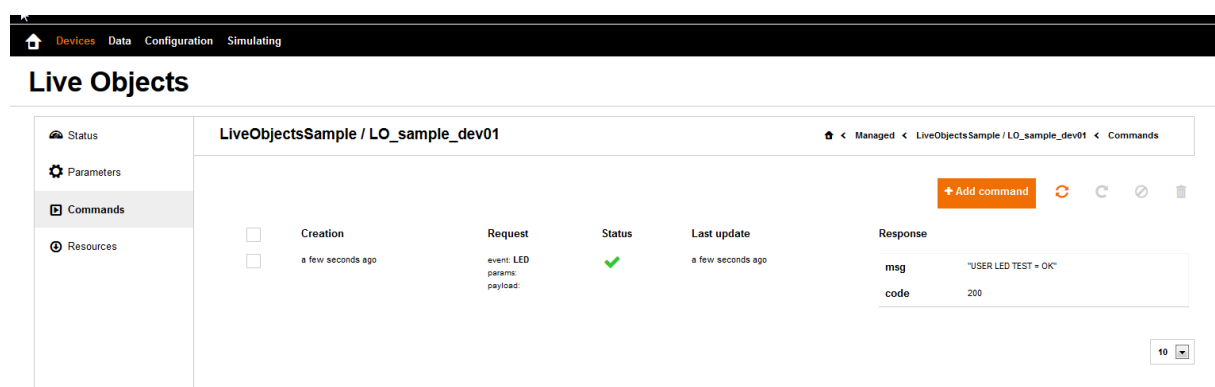 Devices Data Configuration Simulating
Live Objects
Status
Parameters
Commands
Resources
LiveObjectsSample / LO_sample_dev01
< Managed < LiveObjectsSample / LO_sample_dev01 < Commands
+ Add command
Creation Request Status Last update Response
a few seconds ago event: LED a few seconds ago
params:
payload:
msg "USER LED TEST = OK"
code 200
10